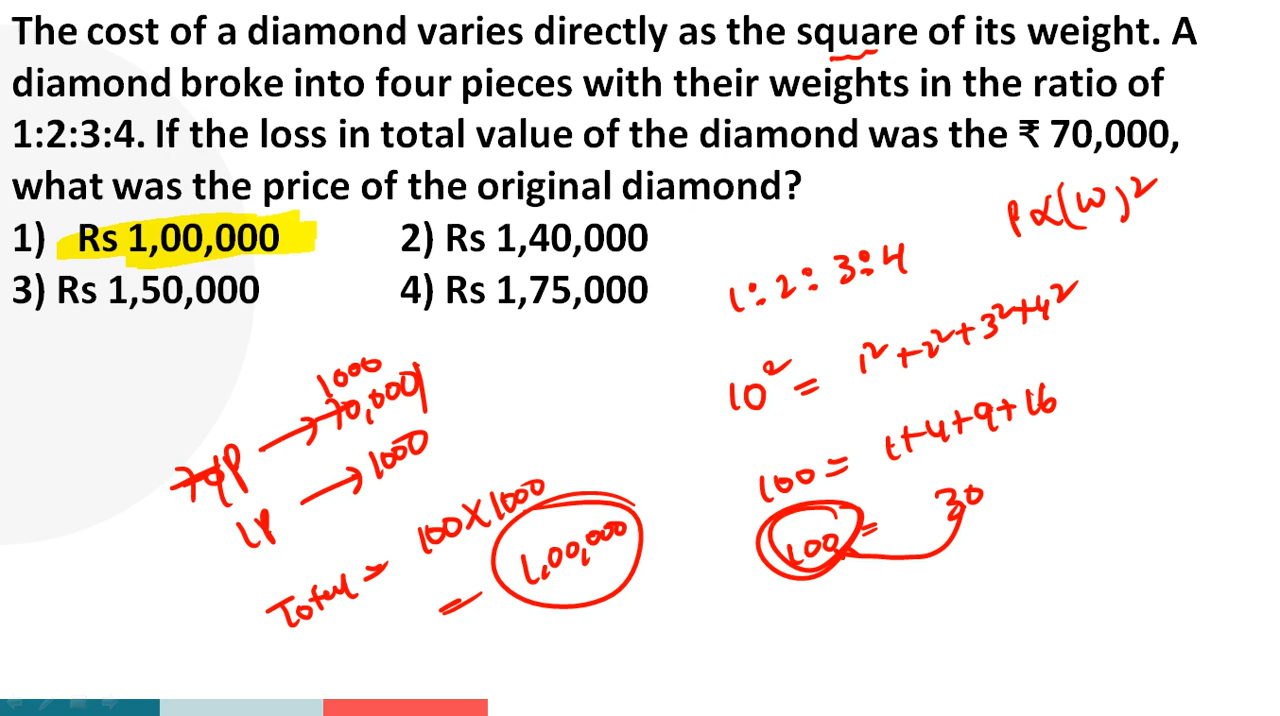 The cost of a diamond varies directly as the square of its weight. A
diamond broke into four pieces with their weights in the ratio of
1:2:3:4. If the loss in total value of the diamond was the ₹ 70,000,
what was the price of the original diamond?
1) Rs 1,00,000 2) Rs 1,40,000
3) Rs 1,50,000 4) Rs 1,75,000
P∝(W)²
1:2:3:4
10² = 1²+2²+3²+4²
100 = 1+4+9+16
100 = 30
1000
70P → 70,000/
1P → 1000
Total = 100×1000
= 1,00,000